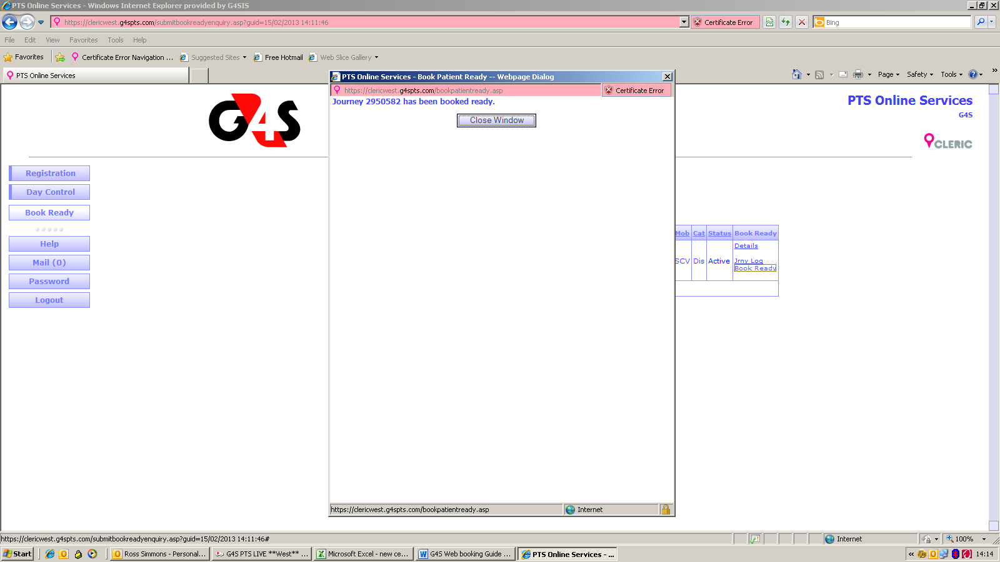 PTS Online Services - Windows Internet Explorer provided by G4SIS
https://clericwest.g4spts.com/submitbookreadyenquiry.asp?guid=15/02/2013 14:11:46
Certificate Error
Bing
File Edit View Favorites Tools Help
Favorites
Certificate Error Navigation ...
Suggested Sites
Free Hotmail
Web Slice Gallery
PTS Online Services
Page Safety Tools
»
PTS Online Services - Book Patient Ready -- Webpage Dialog
https://clericwest.g4spts.com/bookpatientready.asp
Certificate Error
Journey 2950582 has been booked ready.
Close Window
G4S
PTS Online Services
G4S
CLERIC
Registration
Day Control
Book Ready
Help
Mail (0)
Password
Logout
Mob Cat Status Book Ready
Details
SCV Dis Active Jrny Log
Book Ready
https://clericwest.g4spts.com/bookpatientready.asp
Internet
https://clericwest.g4spts.com/submitbookreadyenquiry.asp?guid=15/02/2013 14:11:46#
Internet
100%
Start
Ross Simmons - Personal...
G4S PTS LIVE **West** ...
Microsoft Excel - new ce...
G4S Web booking Guide ...
PTS Online Services - ...
«
14:14